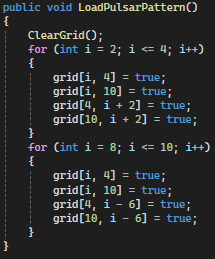 public void LoadPulsarPattern()
{
ClearGrid();
for (int i = 2; i <= 4; i++)
{
grid[i, 4] = true;
grid[i, 10] = true;
grid[4, i + 2] = true;
grid[10, i + 2] = true;
}
for (int i = 8; i <= 10; i++)
{
grid[i, 4] = true;
grid[i, 10] = true;
grid[4, i - 6] = true;
grid[10, i - 6] = true;
}
}